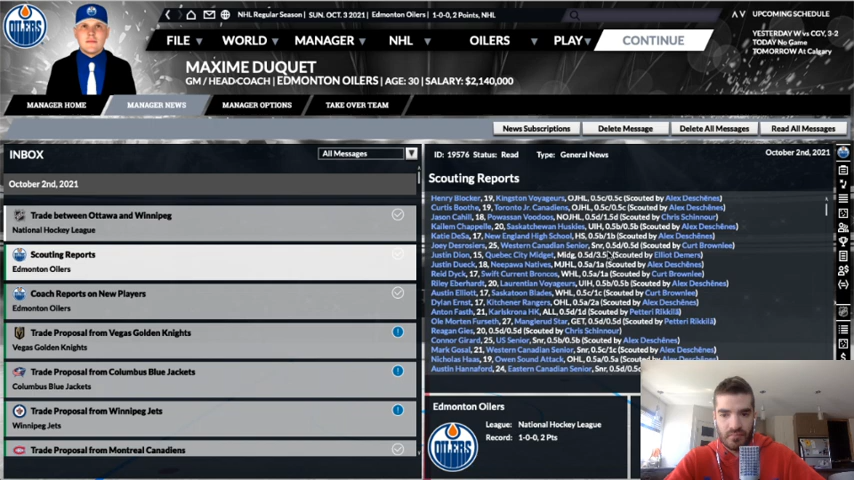 OILERS
NHL Regular Season | SUN. OCT. 3 2021 | Edmonton Oilers | 1-0-0, 2 Points, NHL
UPCOMING SCHEDULE
YESTERDAY W vs CGY, 3-2
TODAY No Game
TOMORROW At Calgary
FILE WORLD MANAGER NHL OILERS PLAY CONTINUE
MAXIME DUQUET
GM / HEAD COACH | EDMONTON OILERS | AGE: 30 | SALARY: $2,140,000
MANAGER HOME MANAGER NEWS MANAGER OPTIONS TAKE OVER TEAM
News Subscriptions Delete Message Delete All Messages Read All Messages
INBOX
All Messages
October 2nd, 2021
Trade between Ottawa and Winnipeg
National Hockey League
Scouting Reports
Edmonton Oilers
Coach Reports on New Players
Edmonton Oilers
Trade Proposal from Vegas Golden Knights
Vegas Golden Knights
Trade Proposal from Columbus Blue Jackets
Columbus Blue Jackets
Trade Proposal from Winnipeg Jets
Winnipeg Jets
Trade Proposal from Montreal Canadiens
ID: 19576 Status: Read Type: General News October 2nd, 2021
Scouting Reports
Henry Blocker, 19, Kingston Voyageurs, OJHL, 0.5c/0.5c (Scouted by Alex Deschênes)
Curtis Boothe, 19, Toronto Jr. Canadiens, OJHL, 0.5c/0.5c (Scouted by Alex Deschênes)
Jason Cahill, 18, Powassan Voodoos, NOJHL, 0.5d/1.5d (Scouted by Chris Schinnour)
Kallem Chappelle, 20, Saskatchewan Huskies, UIH, 0.5b/0.5b (Scouted by Alex Deschênes)
Katie DeSa, 17, New England High School, HS, 0.5b/1b (Scouted by Alex Deschênes)
Joey Desrosiers, 25, Western Canadian Senior, Snr, 0.5d/0.5d (Scouted by Curt Brownlee)
Justin Dion, 15, Quebec City Midget, Midg, 0.5d/3.5 (Scouted by Elliot Demers)
Justin Dueck, 18, Neepawa Natives, MJHL, 0.5a/1a (Scouted by Alex Deschênes)
Reid Dyck, 17, Swift Current Broncos, WHL, 0.5c/1a (Scouted by Curt Brownlee)
Riley Eberhardt, 20, Laurentian Voyageurs, UIH, 0.5b/0.5b (Scouted by Alex Deschênes)
Austin Elliott, 17, Saskatoon Blades, WHL, 0.5c/1c (Scouted by Curt Brownlee)
Dylan Ernst, 17, Kitchener Rangers, OHL, 0.5a/2a (Scouted by Alex Deschênes)
Anton Fasth, 21, Karlskrona HK, ALL, 0.5d/1d (Scouted by Petteri Rikkilä)
Ole Morten Furseth, 27, Manglerud Star, GET, 0.5d/0.5d (Scouted by Petteri Rikkilä)
Reagan Gies, 20, 0.5d/0.5d (Scouted by Chris Schinnour)
Connor Girard, 25, US Senior, Snr, 0.5b/0.5b (Scouted by Alex Deschênes)
Mark Gosal, 21, Western Canadian Senior, Snr, 0.5c/1c (Scouted by Alex Deschênes)
Nicholas Haas, 19, Owen Sound Attack, OHL, 0.5a/0.5a (Scouted by
Austin Hannaford, 24, Eastern Canadian Senior, Snr, 0.5d/0.5d
Edmonton Oilers
League: National Hockey League
Record: 1-0-0, 2 Pts
OILERS